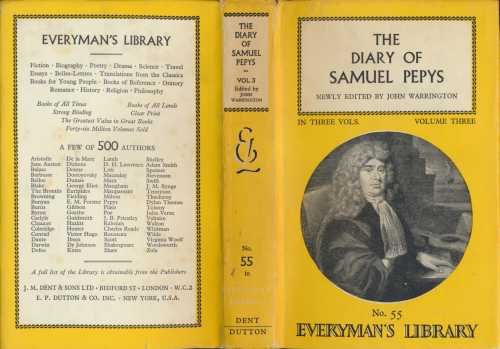 EVERYMAN'S LIBRARY
Fiction · Biography · Poetry · Drama · Science · Travel
Essays · Belles-Lettres · Translations from the Classics
Books for Young People · Books of Reference · Oratory
Romance · History · Religion · Philosophy
Books of All Times Books of All Lands
Strong Binding Clear Print
The Greatest Value in Great Books
Forty-six Million Volumes Sold
A FEW OF 500 AUTHORS
Aristotle De la Mare Lamb Shelley
Jane Austen Dickens D. H. Lawrence Adam Smith
Balzac Donne Spenser
Dostoevsky Macaulay Stevenson
Belloc Dumas Marx Swift
Blake George Eliot Maugham J. M. Synge
The Brontës Euripides Maupassant
Browning Fielding Milton Thackeray
Bunyan E. M. Forster Pepys Dylan Thomas
Burns Gibbon Plato Tolstoy
Byron Goethe Poe Jules Verne
Carlyle Goldsmith J. B. Priestley Voltaire
Chaucer Hazlitt Rabelais Walton
Coleridge Homer Charles Reade Whitman
Conrad Victor Hugo Rousseau Wilde
Dante Ibsen Scott Virginia Woolf
Darwin Dr Johnson Shakespeare Wordsworth
Defoe Keats Shaw Zola
A full list of the Library is obtainable from the Publishers
J. M. DENT & SONS LTD · BEDFORD ST · LONDON · W.C.2
E. P. DUTTON & CO. INC. · NEW YORK, U.S.A.
THE
DIARY OF
SAMUEL
PEPYS
VOL 3
Edited by
JOHN
WARRINGTON
EL
No.
55
DENT
DUTTON
THE
DIARY OF
SAMUEL PEPYS
NEWLY EDITED BY JOHN WARRINGTON
IN THREE VOLS. VOLUME THREE
No. 55
EVERYMAN'S LIBRARY